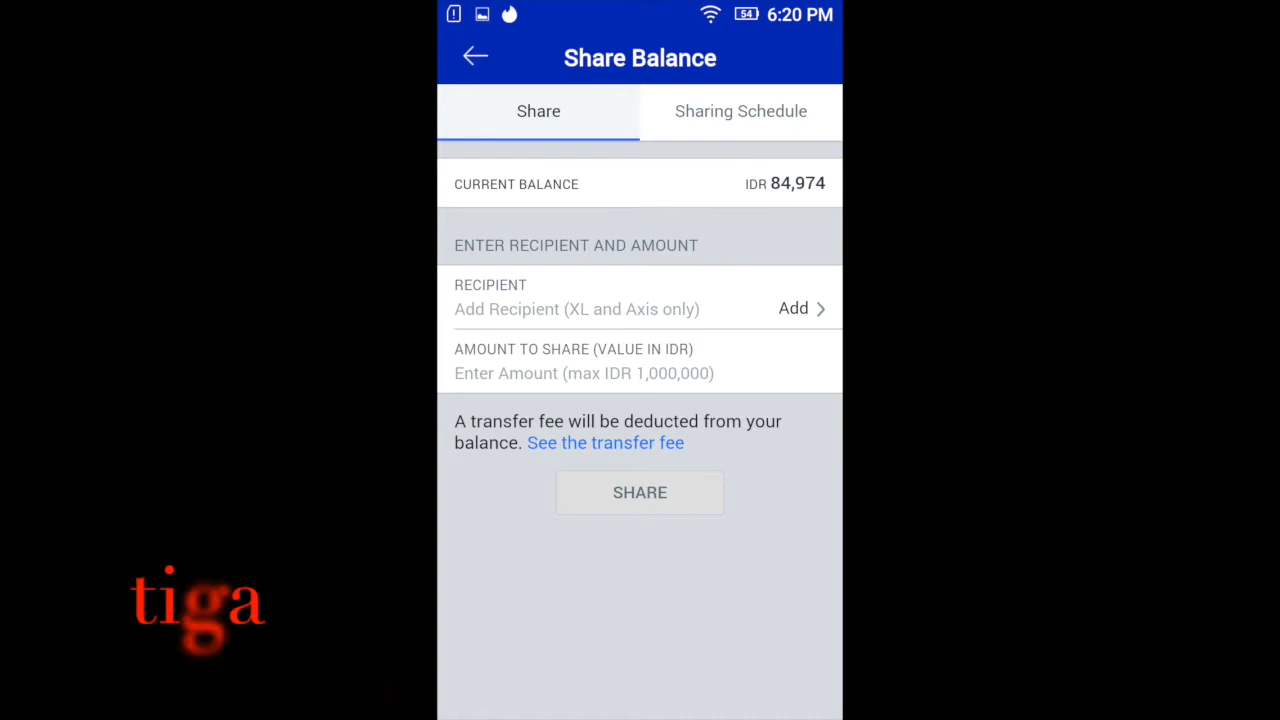 54 6:20 PM
Share Balance
Share Sharing Schedule
CURRENT BALANCE IDR 84,974
ENTER RECIPIENT AND AMOUNT
RECIPIENT
Add Recipient (XL and Axis only) Add
AMOUNT TO SHARE (VALUE IN IDR)
Enter Amount (max IDR 1,000,000)
A transfer fee will be deducted from your
balance. See the transfer fee
SHARE
tiga